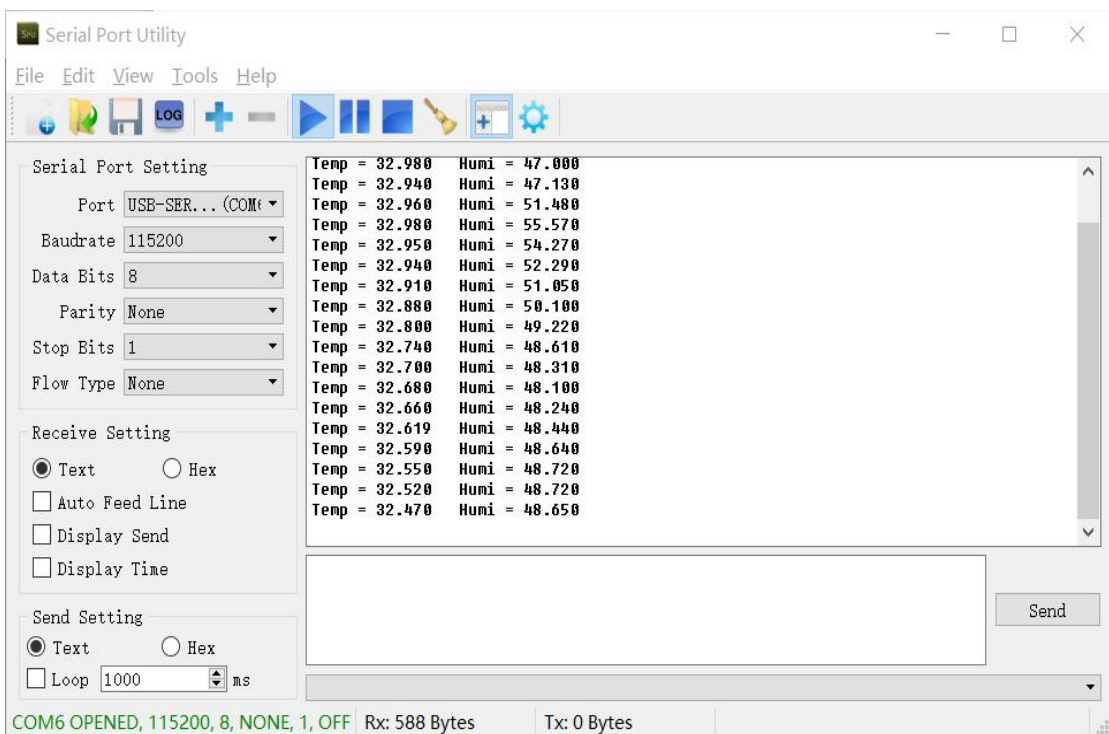 Spu Serial Port Utility
File Edit View Tools Help
LOG
Serial Port Setting
Port USB-SER...(COM6
Baudrate 115200
Data Bits 8
Parity None
Stop Bits 1
Flow Type None
Receive Setting
Text Hex
Auto Feed Line
Display Send
Display Time
Send Setting
Text Hex
Loop 1000 ms
Temp = 32.980 Humi = 47.000
Temp = 32.940 Humi = 47.130
Temp = 32.960 Humi = 51.480
Temp = 32.980 Humi = 55.570
Temp = 32.950 Humi = 54.270
Temp = 32.940 Humi = 52.290
Temp = 32.910 Humi = 51.050
Temp = 32.880 Humi = 50.100
Temp = 32.800 Humi = 49.220
Temp = 32.740 Humi = 48.610
Temp = 32.700 Humi = 48.310
Temp = 32.680 Humi = 48.100
Temp = 32.660 Humi = 48.240
Temp = 32.619 Humi = 48.440
Temp = 32.590 Humi = 48.640
Temp = 32.550 Humi = 48.720
Temp = 32.520 Humi = 48.720
Temp = 32.470 Humi = 48.650
Send
COM6 OPENED, 115200, 8, NONE, 1, OFF Rx: 588 Bytes Tx: 0 Bytes